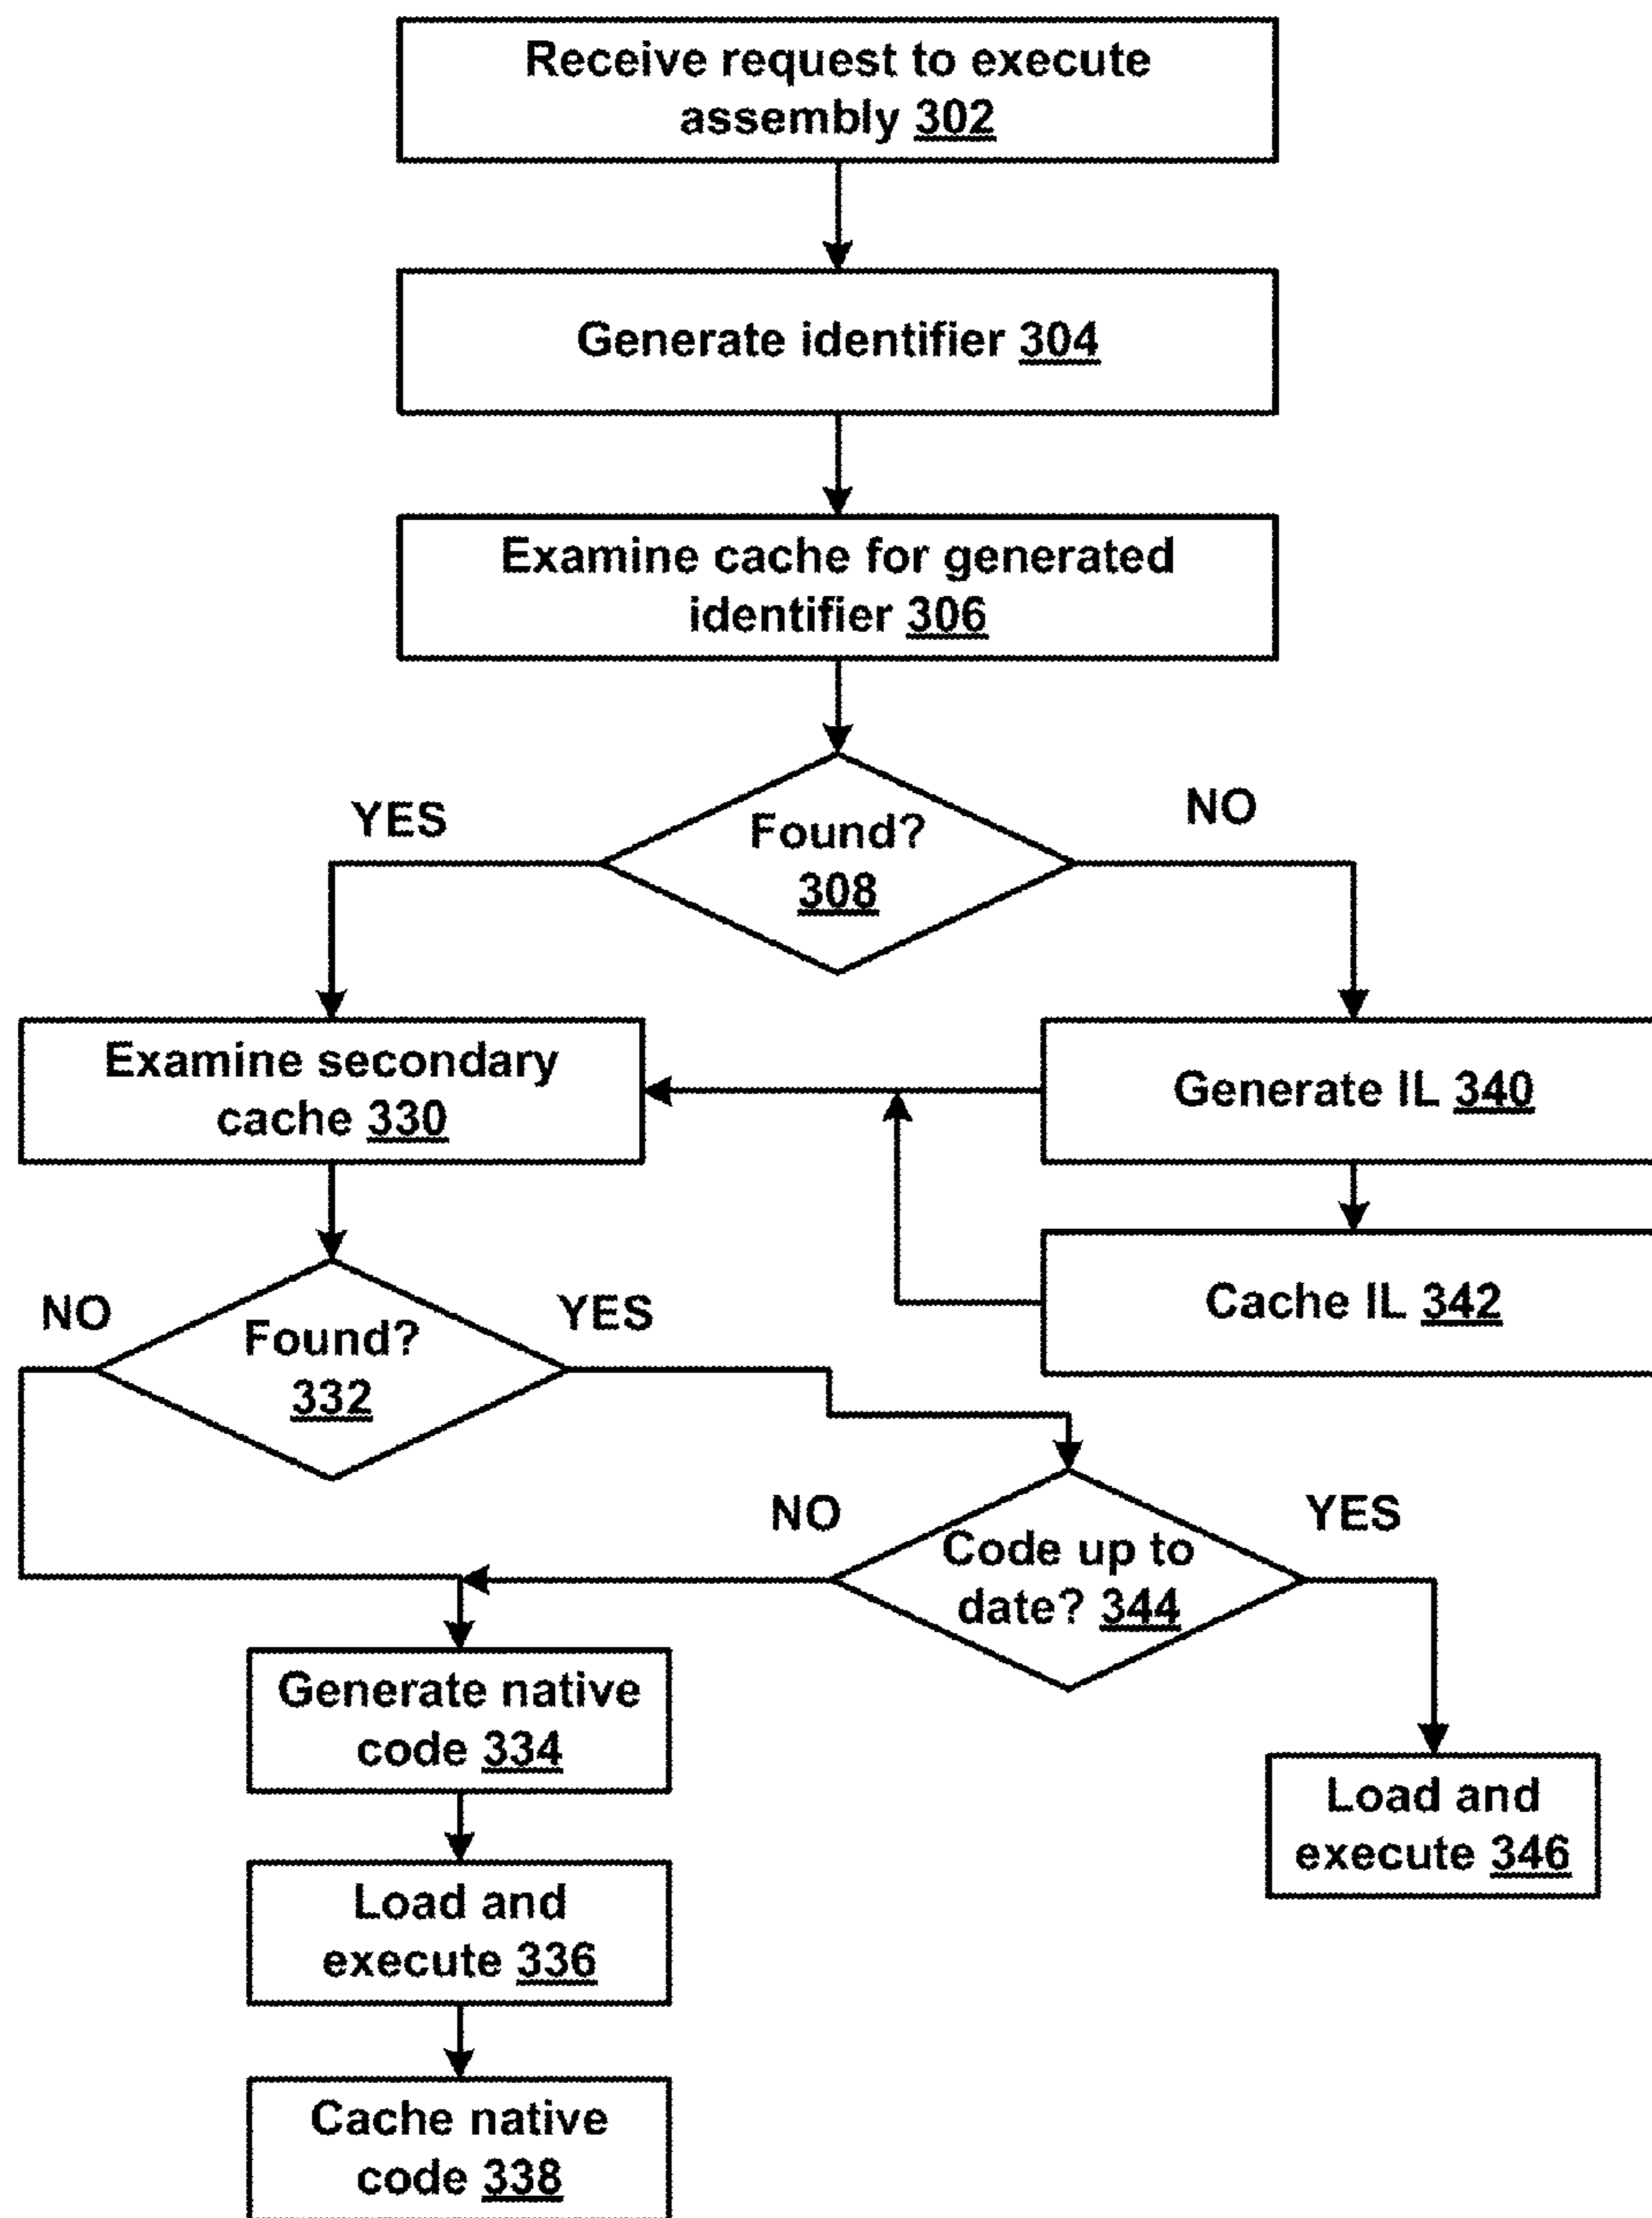 Receive request to execute
assembly 302
Generate identifier 304
Examine cache for generated
identifier 306
YES
NO
Found?
308
Examine secondary
cache 330
Generate IL 340
Cache IL 342
NO
YES
Found?
332
NO
YES
Code up to
date? 344
Generate native
code 334
Load and
execute 346
Load and
execute 336
Cache native
code 338